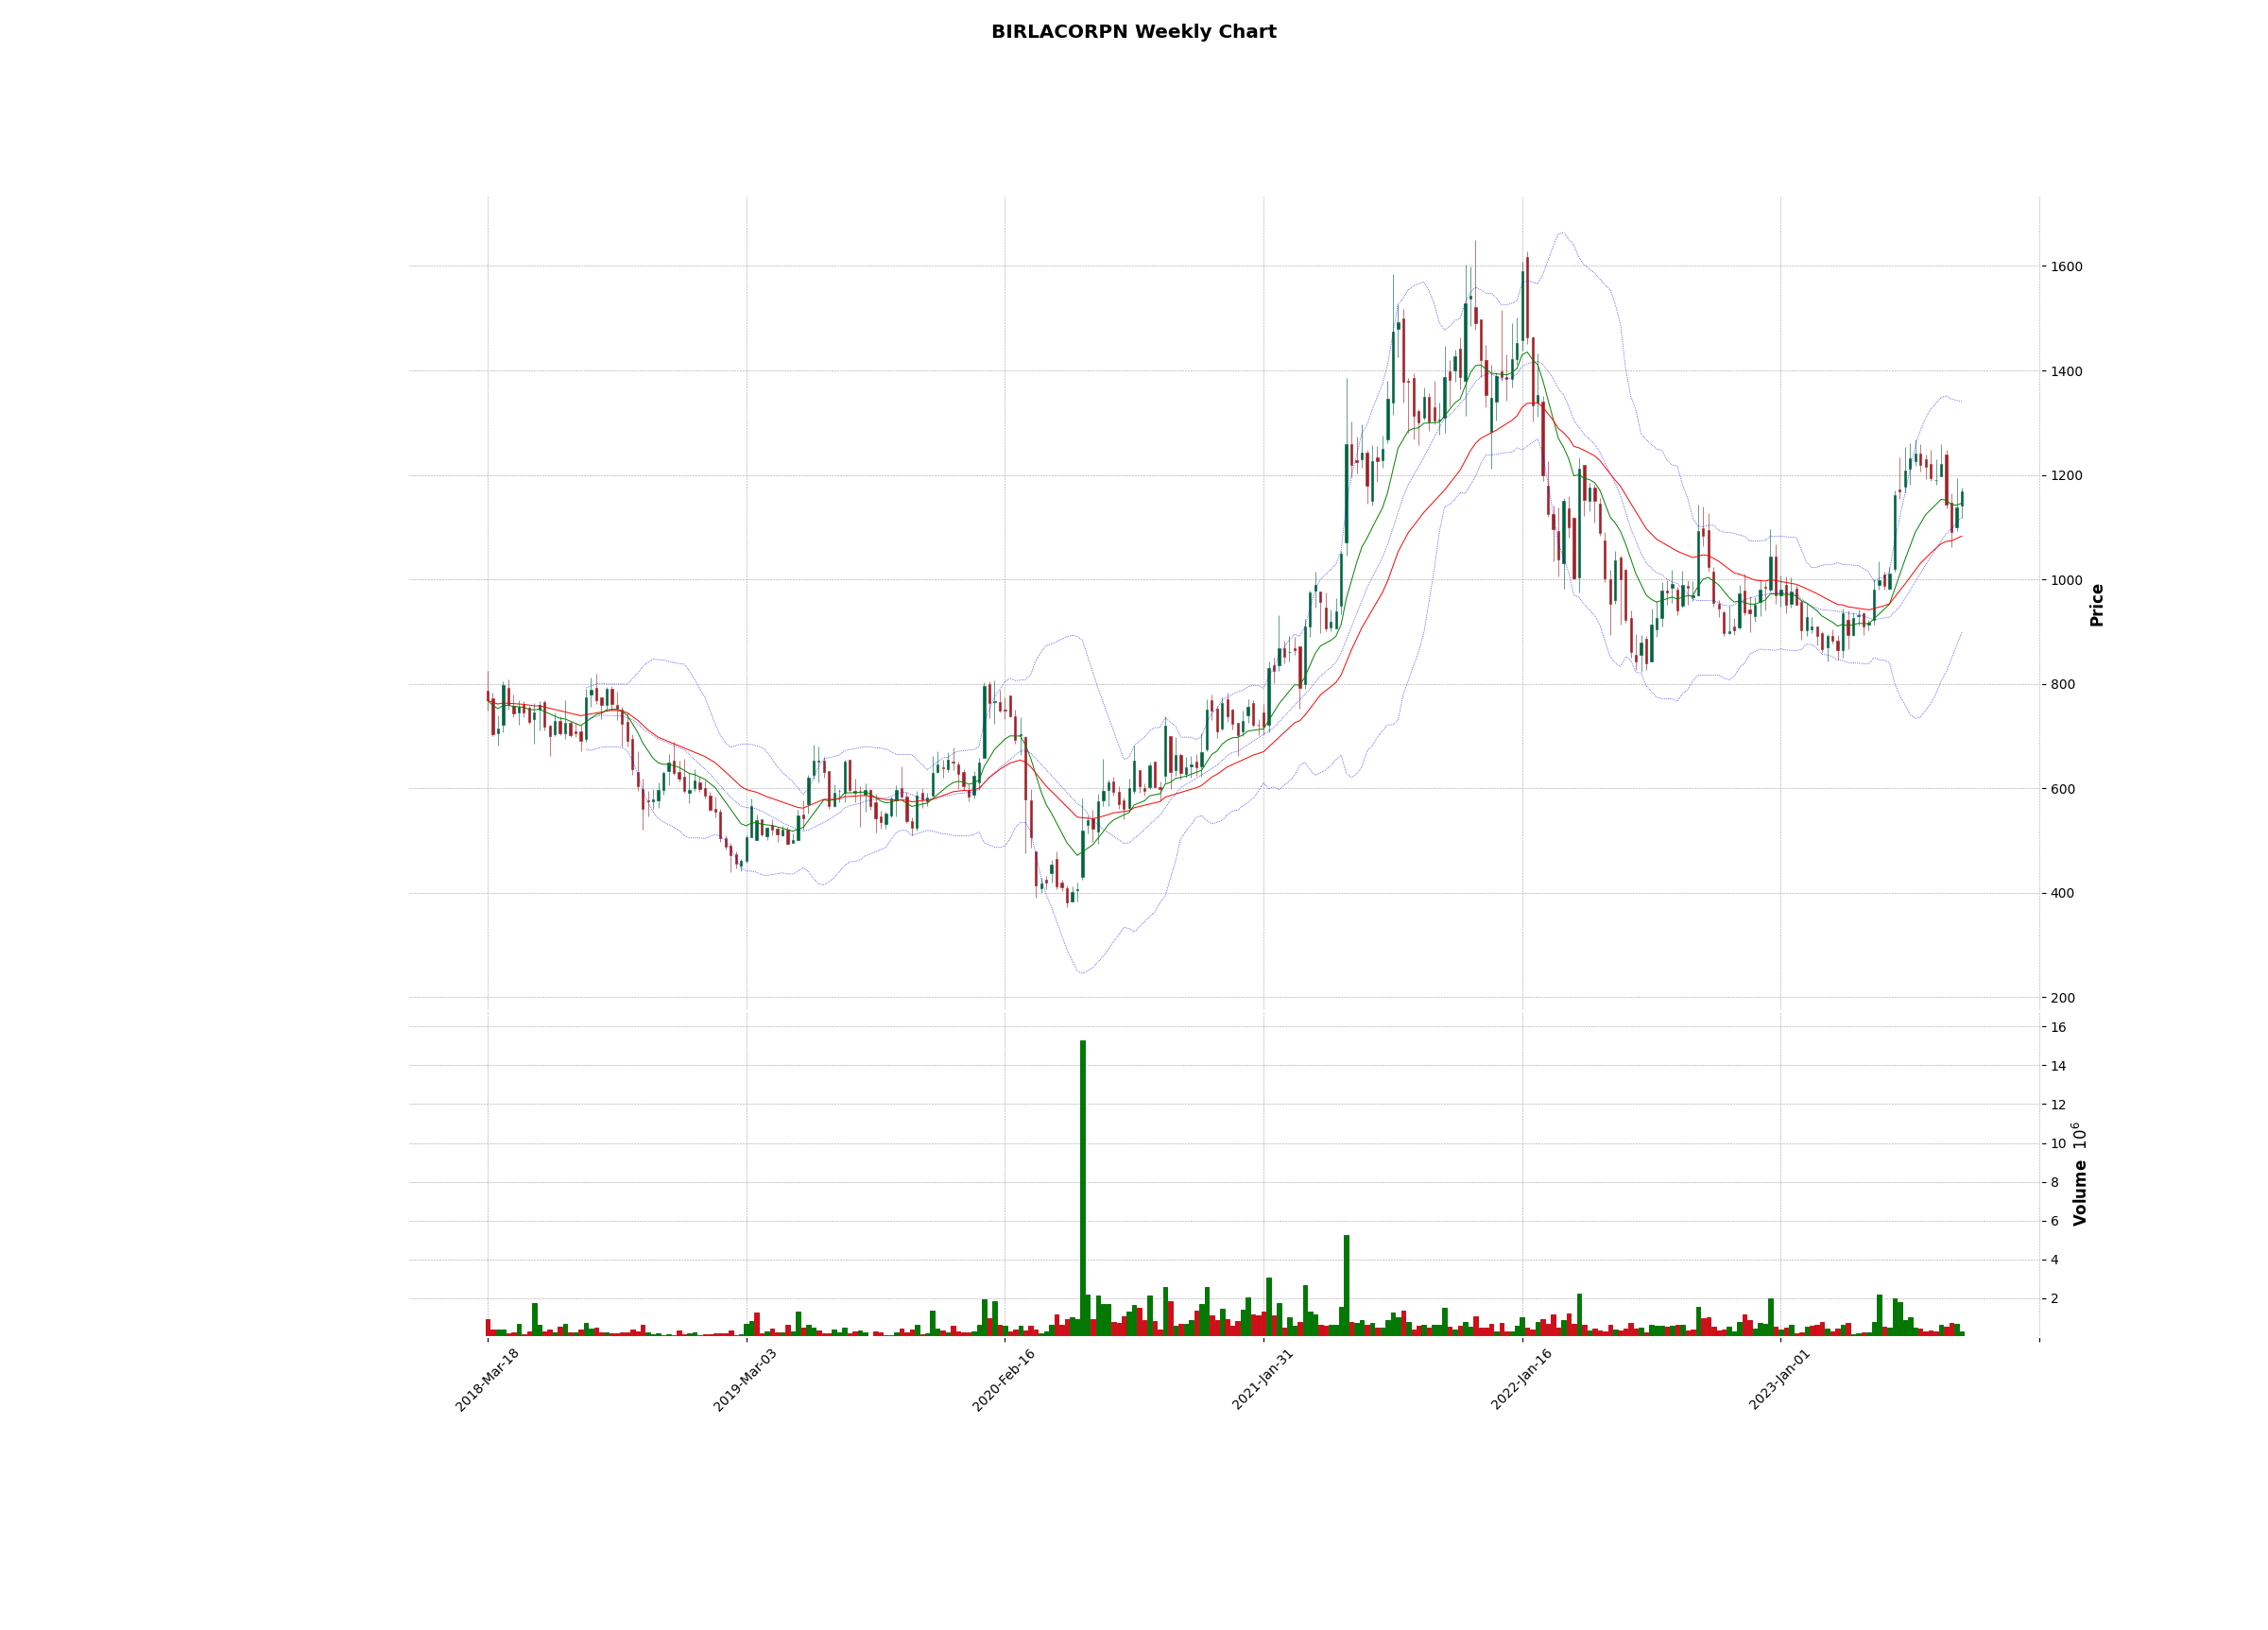 BIRLACORPN Weekly Chart
1600
1400
1200
1000
800
600
400
200
Price
16
14
12
10
8
6
4
2
Volume 10^6
2018-Mar-18
2019-Mar-03
2020-Feb-16
2021-Jan-31
2022-Jan-16
2023-Jan-01